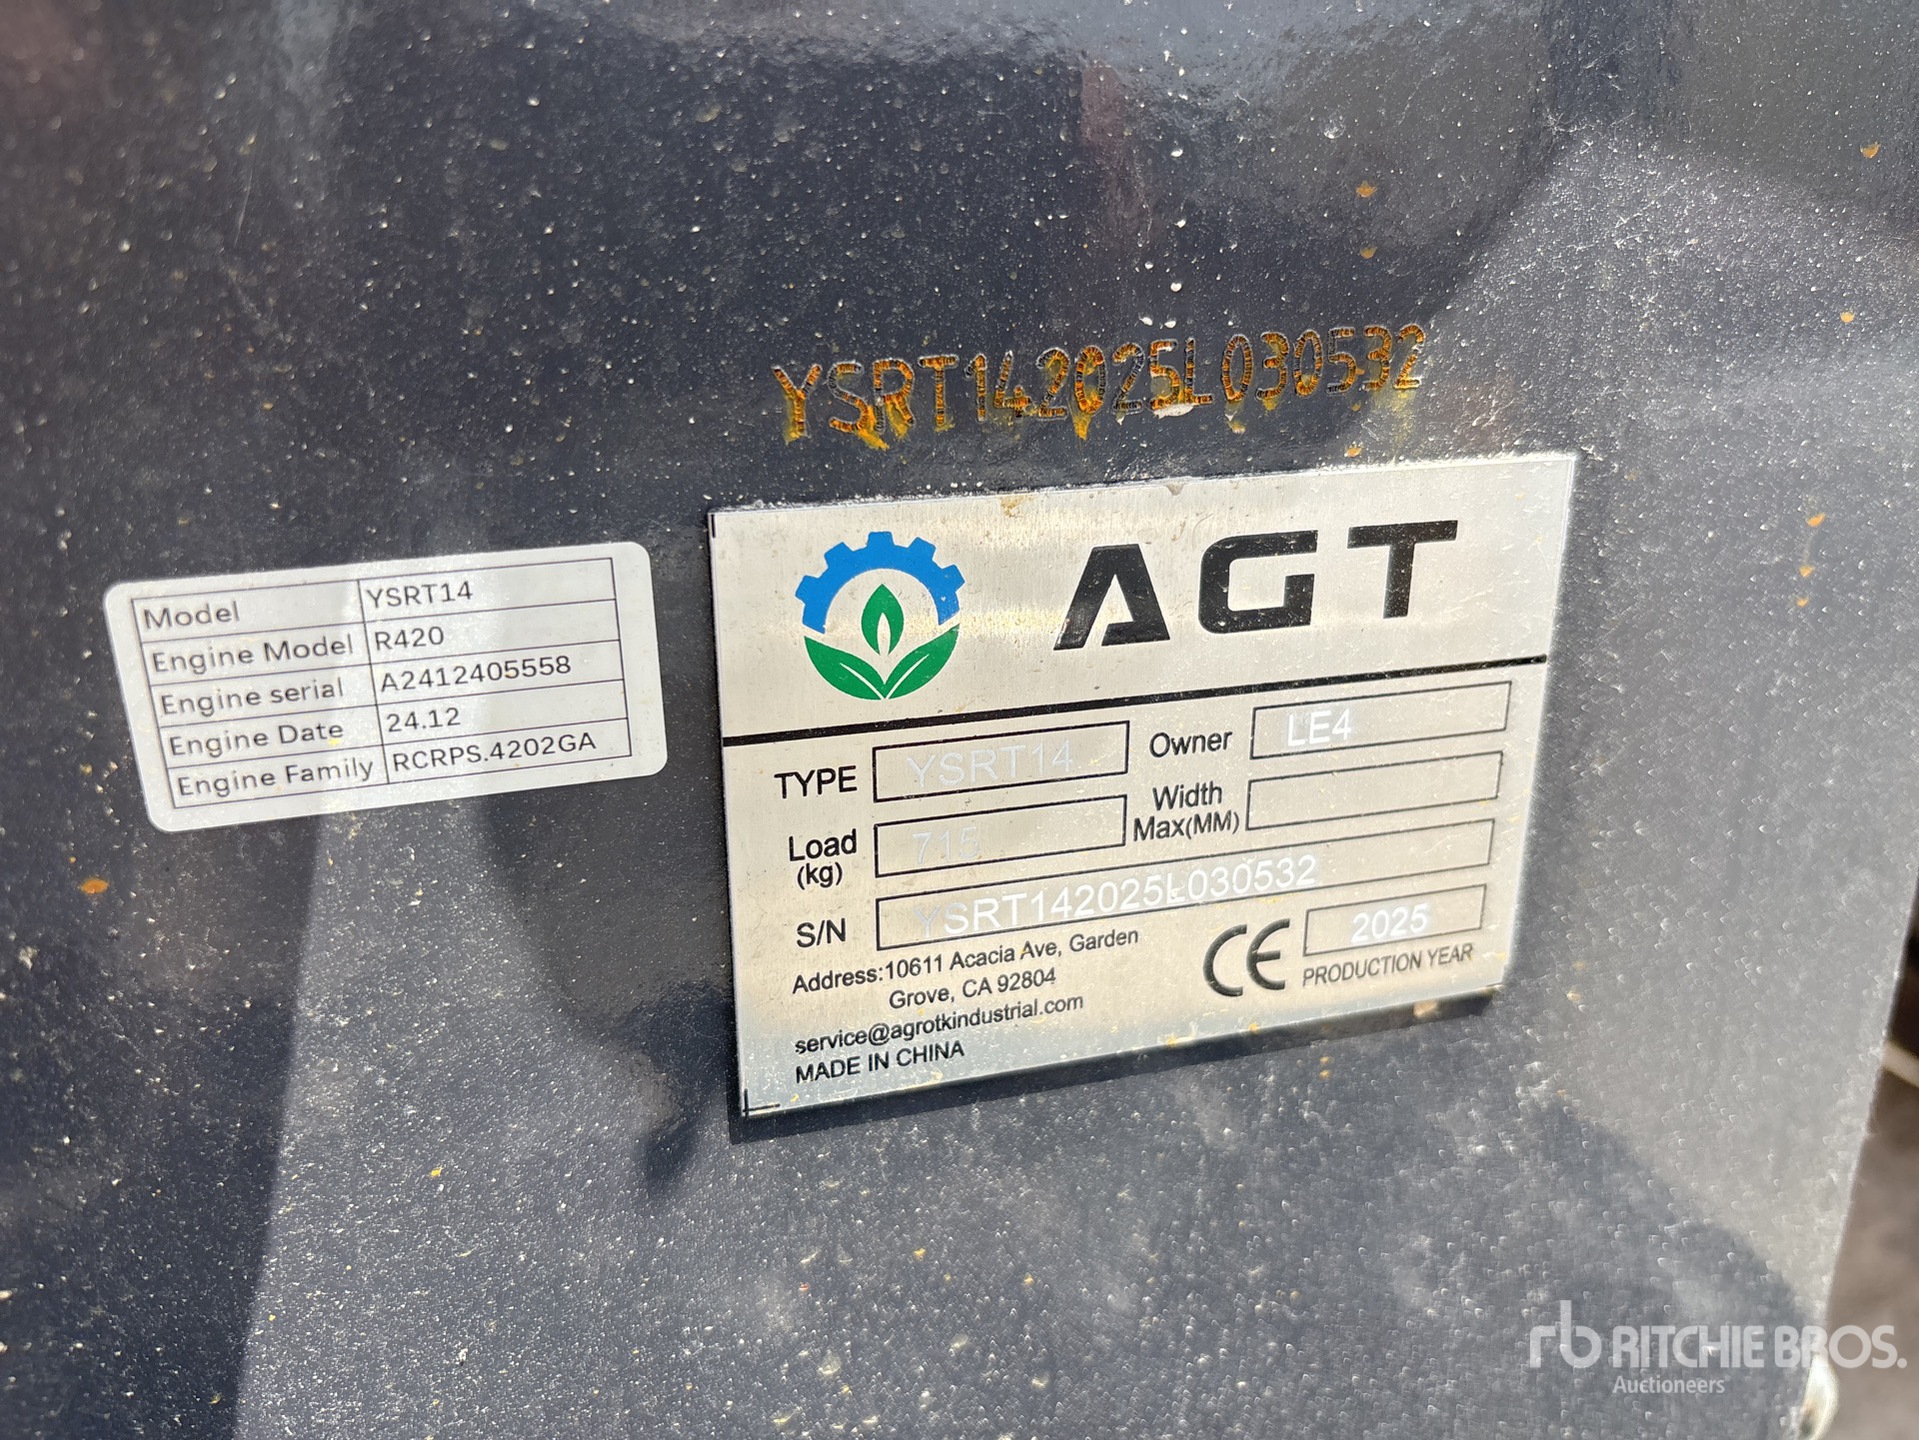 YSRT142025L030532
Model YSRT14
Engine Model R420
Engine serial A2412405558
Engine Date 24.12
Engine Family RCRPS.4202GA
AGT
TYPE YSRT14 Owner LE4
Load (kg) 715 Width Max(MM)
S/N YSRT142025L030532
Address:10611 Acacia Ave, Garden
Grove, CA 92804
service@agrotkindustrial.com
MADE IN CHINA
CE 2025
PRODUCTION YEAR
rb RITCHIE BROS.
Auctioneers